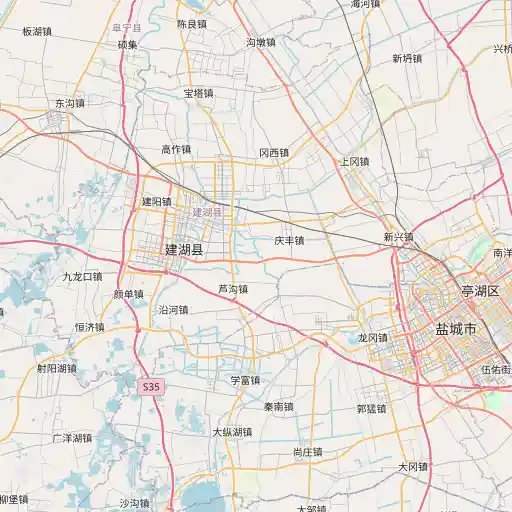 海河镇
陈良镇
阜宁县
板湖镇
硕集
沟墩镇
兴桥
新坍镇
宝塔镇
东沟镇
高作镇
冈西镇
上冈镇
建阳镇
建湖县
新兴镇
庆丰镇
建湖县
南洋
九龙口镇
芦沟镇
亭湖区
颜单镇
沿河镇
恒济镇
盐城市
龙冈镇
射阳湖镇
伍佑街
学富镇
S35
秦南镇
郭猛镇
大纵湖镇
广洋湖镇
尚庄镇
大冈镇
柳堡镇
沙沟镇
大邹镇